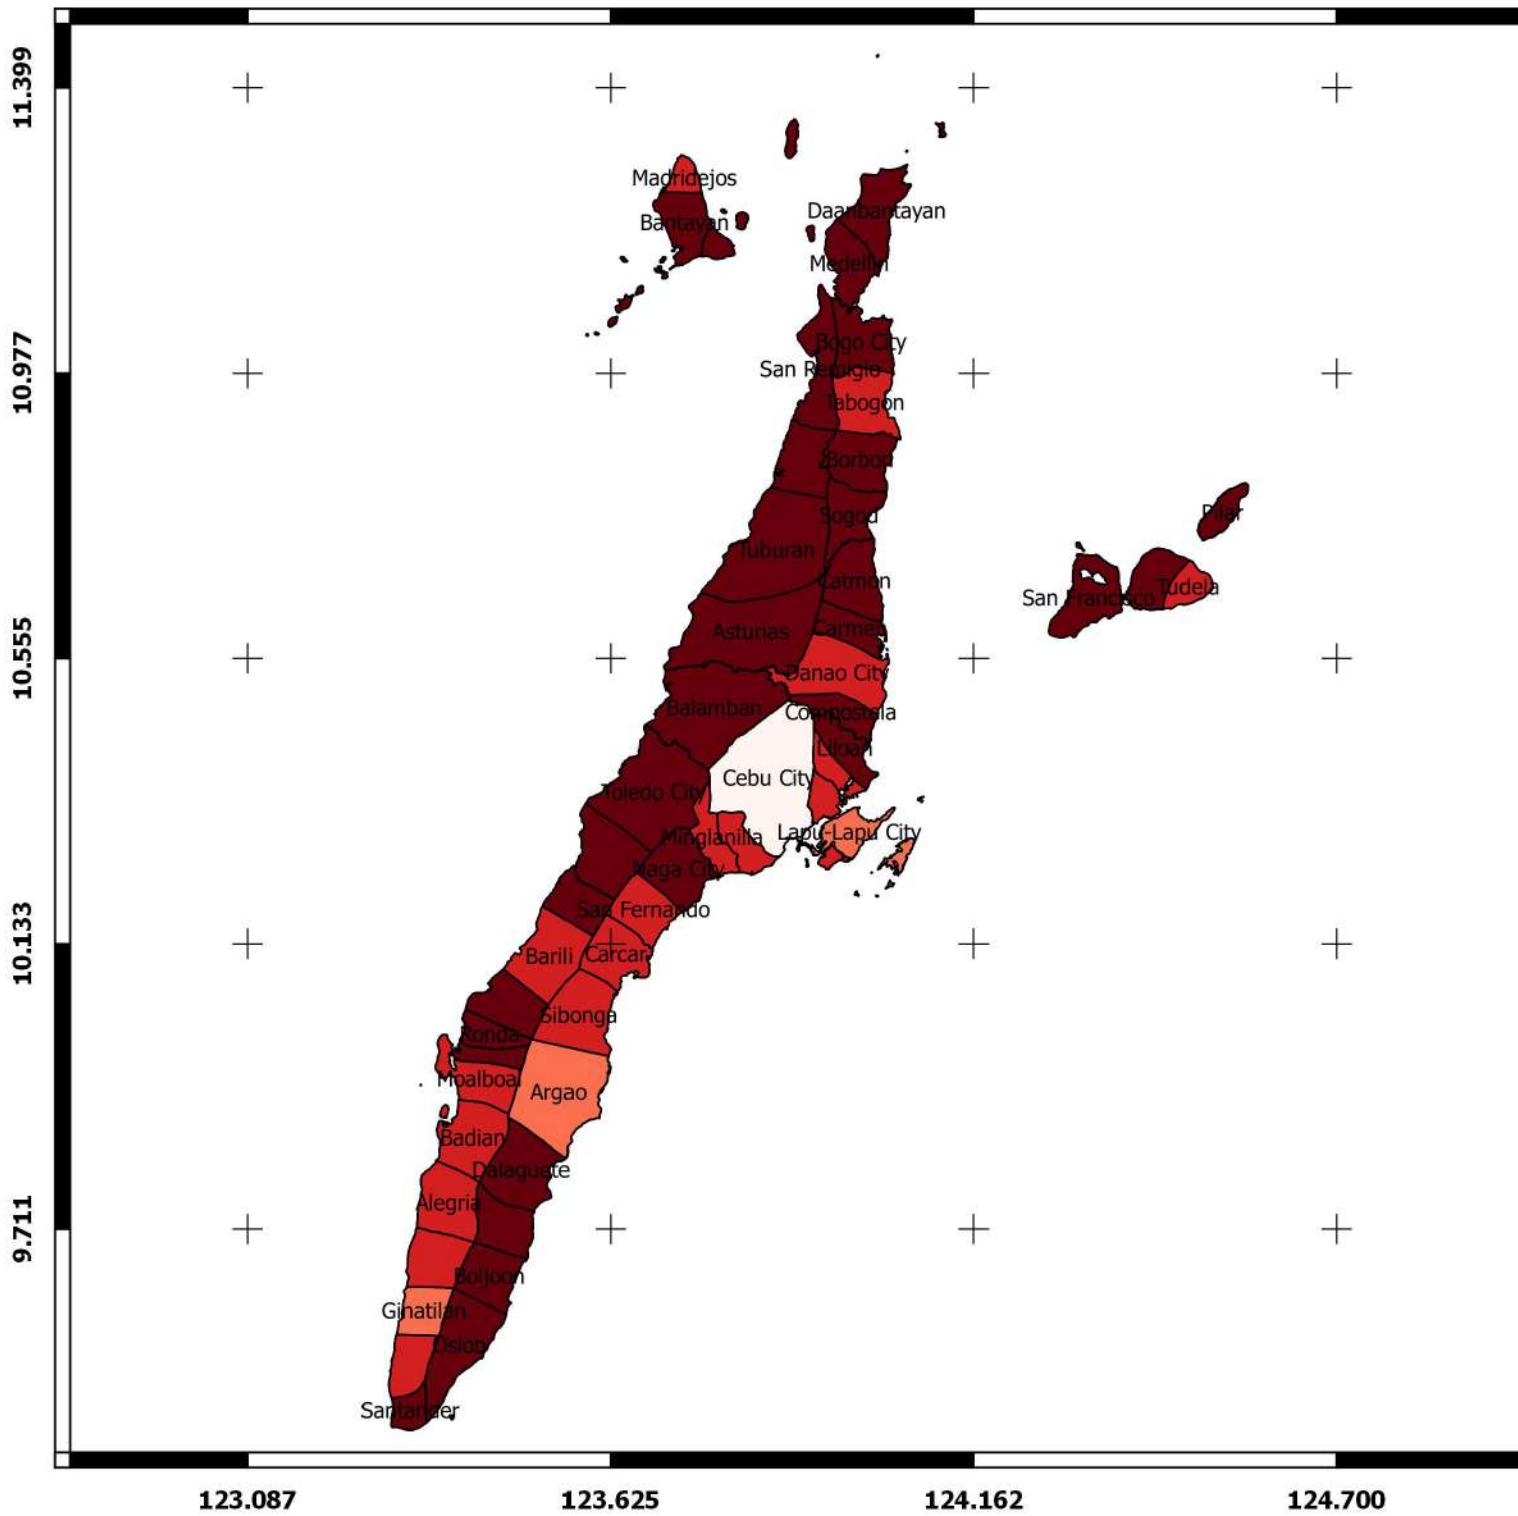 11.399
Madridejos
Daanbantayan
Bantayan
Medellin
Bogo City
10.977
San Remigio
Tabogon
Borbon
Sogod
Pilar
Tuburan
Catmon
Tudela
San Francisco
Asturias
Carmen
10.555
Danao City
Balamban
Compostela
Liloan
Cebu City
Toledo City
Lapu-Lapu City
Minglanilla
Naga City
San Fernando
10.133
Barili
Carcar
Sibonga
Ronda
Moalboal
Argao
Badian
Dalaguete
Alegria
9.711
Boljoon
Ginatilan
Oslob
Santander
123.087
123.625
124.162
124.700